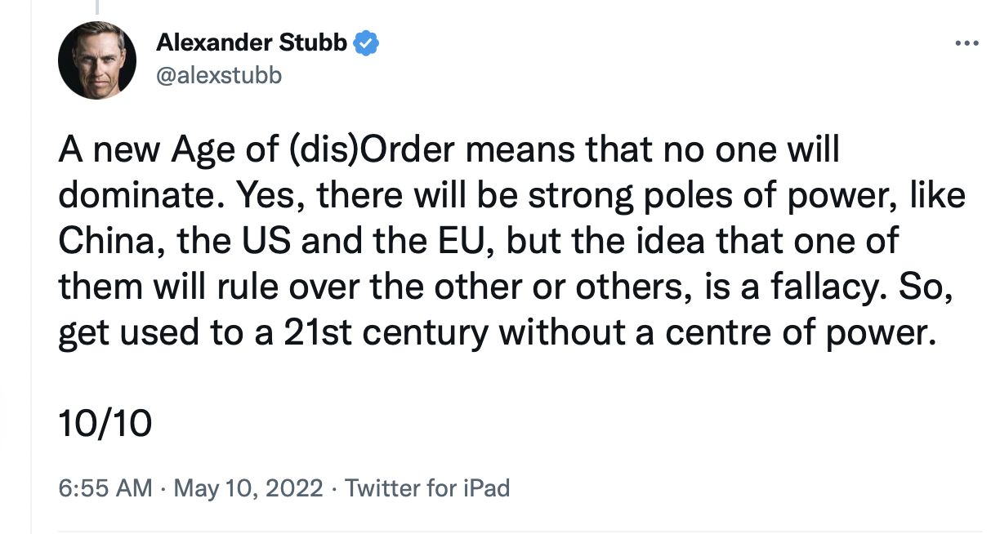 Alexander Stubb
@alexstubb
A new Age of (dis)Order means that no one will
dominate. Yes, there will be strong poles of power, like
China, the US and the EU, but the idea that one of
them will rule over the other or others, is a fallacy. So,
get used to a 21st century without a centre of power.
10/10
6:55 AM · May 10, 2022 · Twitter for iPad